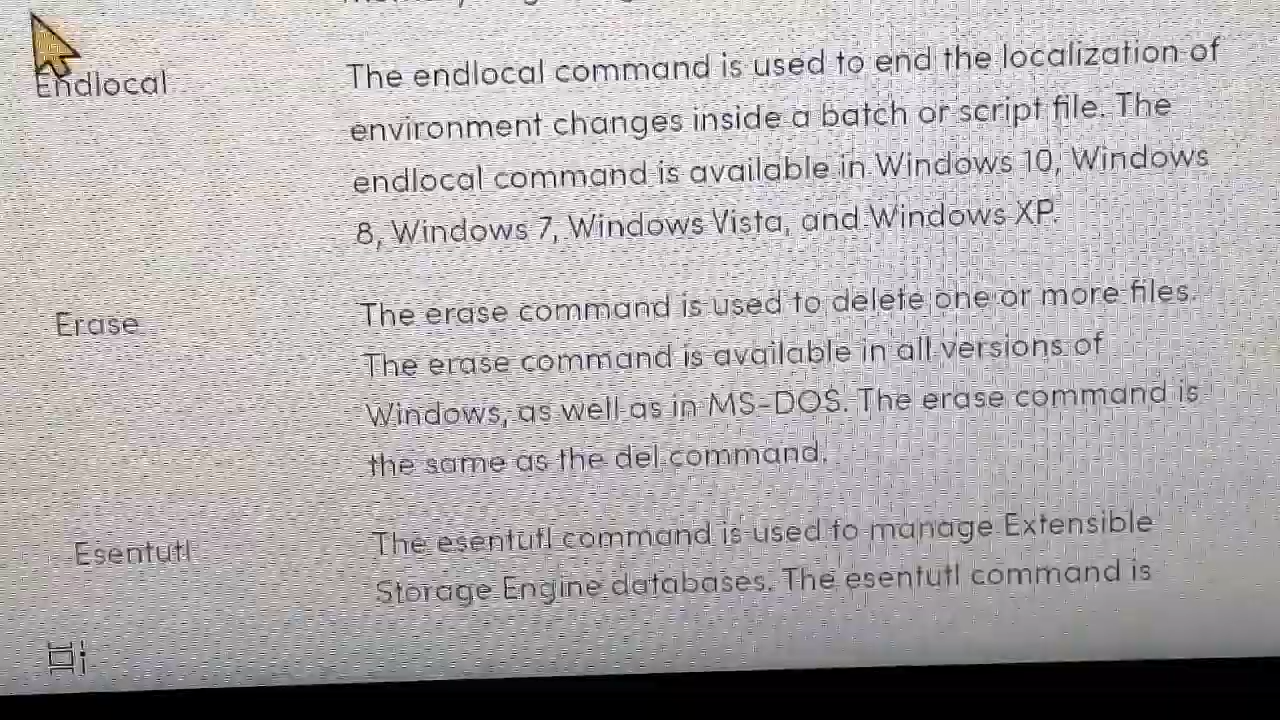 Endlocal
The endlocal command is used to end the localization of
environment changes inside a batch or script file. The
endlocal command is available in Windows 10, Windows
8, Windows 7, Windows Vista, and Windows XP.
Erase
The erase command is used to delete one or more files.
The erase command is available in all versions of
Windows, as well as in MS-DOS. The erase command is
the same as the del command.
Esentutl
The esentutl command is used to manage Extensible
Storage Engine databases. The esentutl command is